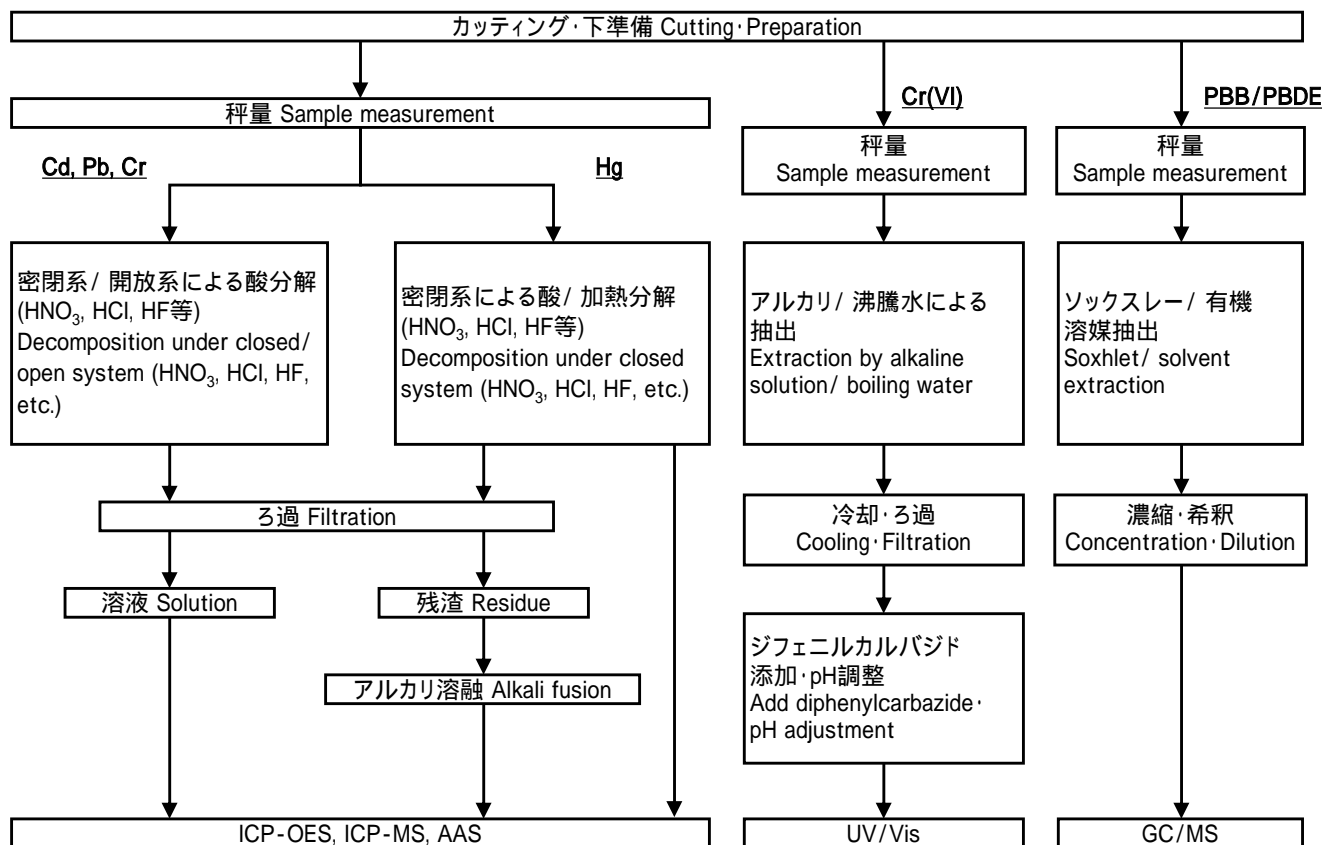 カッティング･下準備 Cutting･Preparation
秤量 Sample measurement
Cd, Pb, Cr
Hg
Cr(VI)
PBB/PBDE
秤量
Sample measurement
秤量
Sample measurement
密閉系/ 開放系による酸分解
(HNO₃, HCl, HF等)
Decomposition under closed/
open system (HNO₃, HCl, HF,
etc.)
密閉系による酸/ 加熱分解
(HNO₃, HCl, HF等)
Decomposition under closed
system (HNO₃, HCl, HF, etc.)
アルカリ/ 沸騰水による
抽出
Extraction by alkaline
solution/ boiling water
ソックスレー/ 有機
溶媒抽出
Soxhlet/ solvent
extraction
ろ過 Filtration
冷却･ろ過
Cooling･Filtration
濃縮･希釈
Concentration･Dilution
溶液 Solution
残渣 Residue
アルカリ溶融 Alkali fusion
ジフェニルカルバジド
添加･pH調整
Add diphenylcarbazide･
pH adjustment
ICP-OES, ICP-MS, AAS
UV/Vis
GC/MS